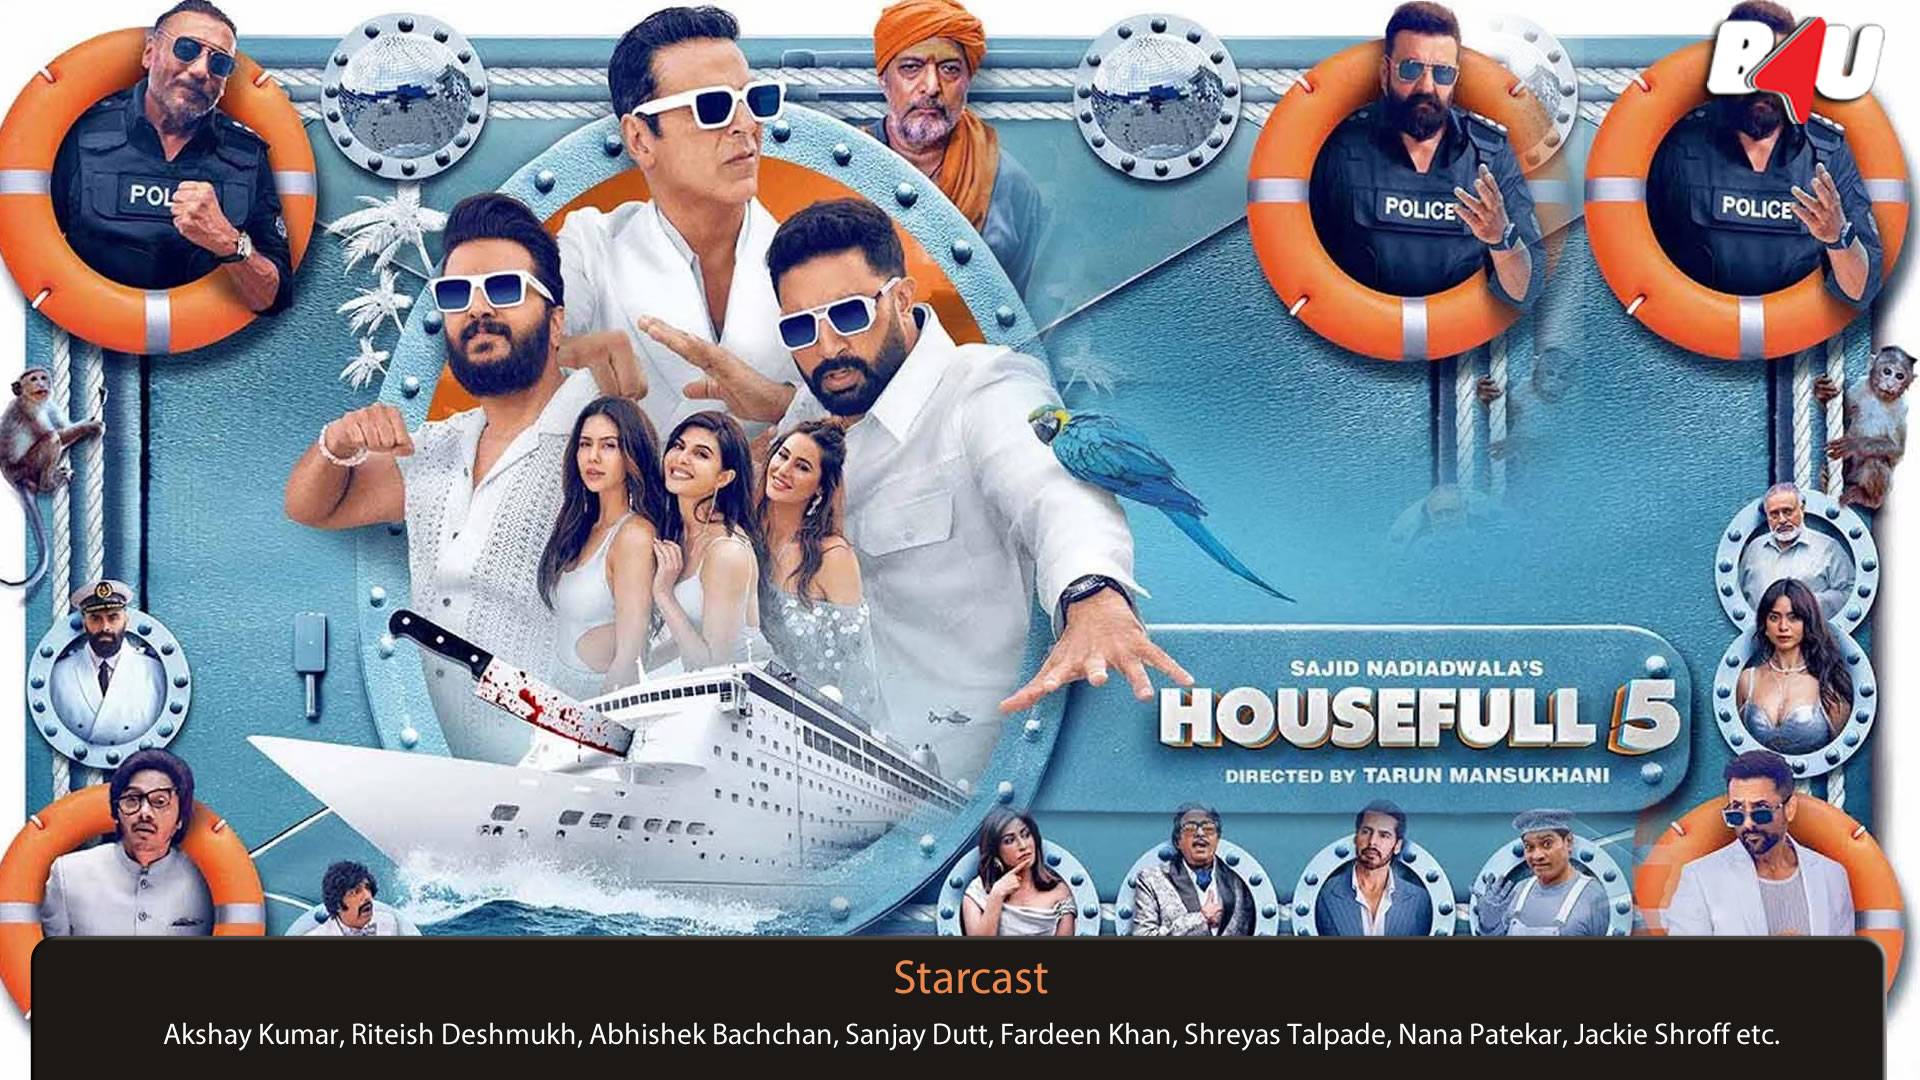 B4U
POL
POLICE
POLICE
SAJID NADIADWALA'S
HOUSEFULL 5
DIRECTED BY TARUN MANSUKHANI
Starcast
Akshay Kumar, Riteish Deshmukh, Abhishek Bachchan, Sanjay Dutt, Fardeen Khan, Shreyas Talpade, Nana Patekar, Jackie Shroff etc.